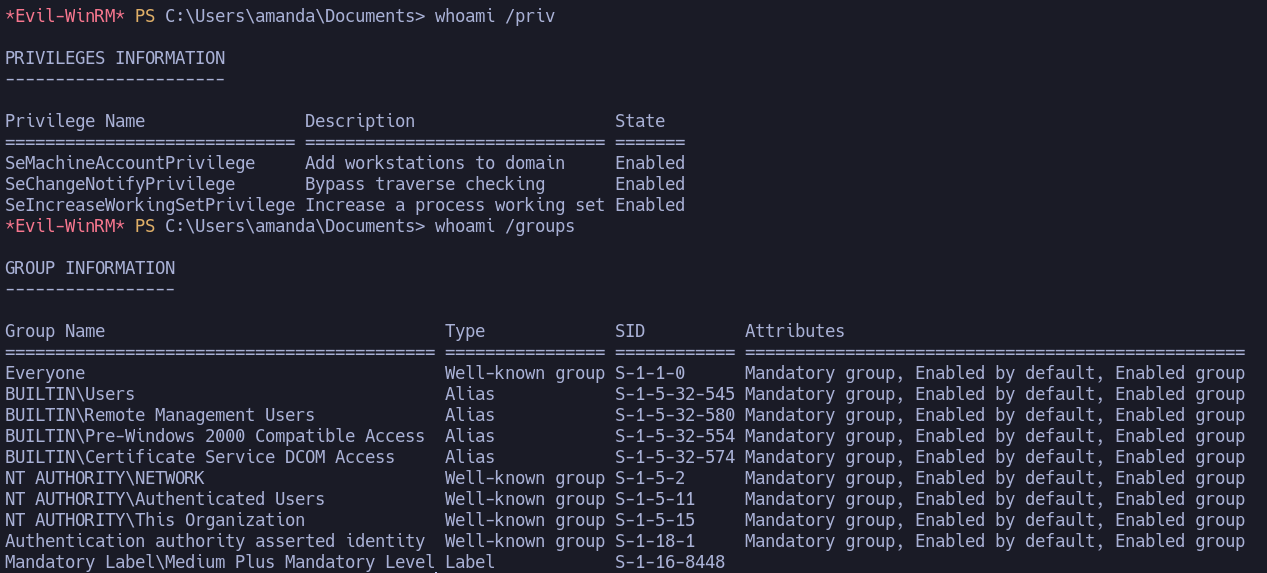 *Evil-WinRM* PS C:\Users\amanda\Documents> whoami /priv
PRIVILEGES INFORMATION
----------------------
Privilege Name                Description                    State
============================= ============================== =======
SeMachineAccountPrivilege     Add workstations to domain     Enabled
SeChangeNotifyPrivilege       Bypass traverse checking       Enabled
SeIncreaseWorkingSetPrivilege Increase a process working set Enabled
*Evil-WinRM* PS C:\Users\amanda\Documents> whoami /groups
GROUP INFORMATION
-----------------
Group Name                                  Type             SID          Attributes
=========================================== ================ ============ ==================================================
Everyone                                    Well-known group S-1-1-0      Mandatory group, Enabled by default, Enabled group
BUILTIN\Users                               Alias            S-1-5-32-545 Mandatory group, Enabled by default, Enabled group
BUILTIN\Remote Management Users             Alias            S-1-5-32-580 Mandatory group, Enabled by default, Enabled group
BUILTIN\Pre-Windows 2000 Compatible Access  Alias            S-1-5-32-554 Mandatory group, Enabled by default, Enabled group
BUILTIN\Certificate Service DCOM Access     Alias            S-1-5-32-574 Mandatory group, Enabled by default, Enabled group
NT AUTHORITY\NETWORK                        Well-known group S-1-5-2      Mandatory group, Enabled by default, Enabled group
NT AUTHORITY\Authenticated Users            Well-known group S-1-5-11     Mandatory group, Enabled by default, Enabled group
NT AUTHORITY\This Organization              Well-known group S-1-5-15     Mandatory group, Enabled by default, Enabled group
Authentication authority asserted identity  Well-known group S-1-18-1     Mandatory group, Enabled by default, Enabled group
Mandatory Label\Medium Plus Mandatory Level Label            S-1-16-8448